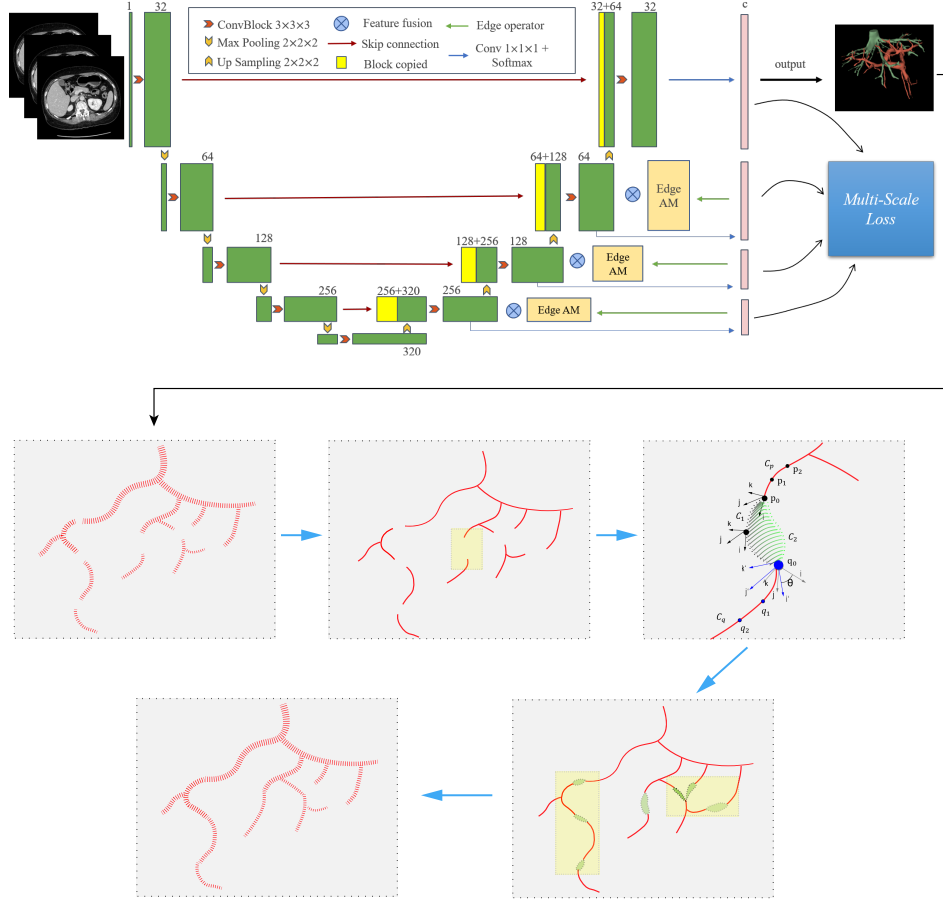 1
32
ConvBlock 3×3×3
Feature fusion
Edge operator
Max Pooling 2×2×2
Skip connection
Conv 1×1×1 +
Softmax
Up Sampling 2×2×2
Block copied
32+64
32
c
output
64
64+128
64
Edge
AM
Multi-Scale
Loss
128
128+256
128
Edge
AM
256
256+320
256
Edge AM
320
C_p
p_2
p_1
k
p_0
j
i
C_1
k
C_2
j
i
q_0
k'
i
k
θ
j'
j
i'
q_1
C_q
q_2